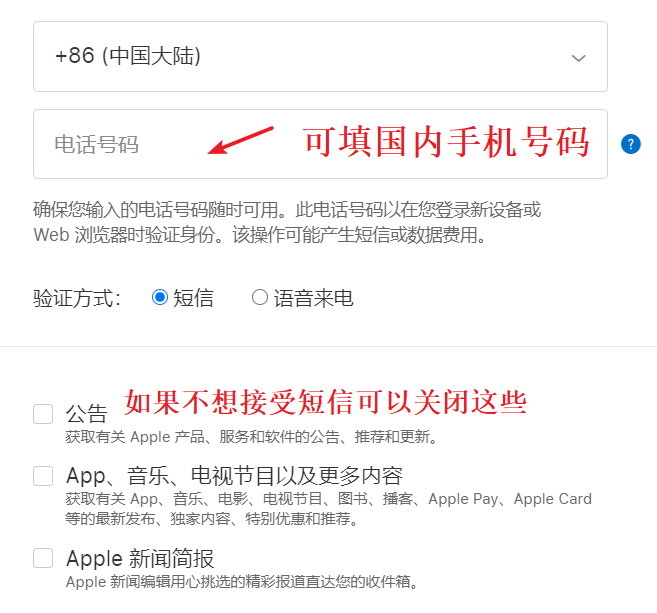 +86 (中国大陆)
电话号码 可填国内手机号码 ?
确保您输入的电话号码随时可用。此电话号码以在您登录新设备或
Web 浏览器时验证身份。该操作可能产生短信或数据费用。
验证方式： 短信 语音来电
公告 如果不想接受短信可以关闭这些
获取有关 Apple 产品、服务和软件的公告、推荐和更新。
App、音乐、电视节目以及更多内容
获取有关 App、音乐、电影、电视节目、图书、播客、Apple Pay、Apple Card
等的最新发布、独家内容、特别优惠和推荐。
Apple 新闻简报
Apple 新闻编辑用心挑选的精彩报道直达您的收件箱。